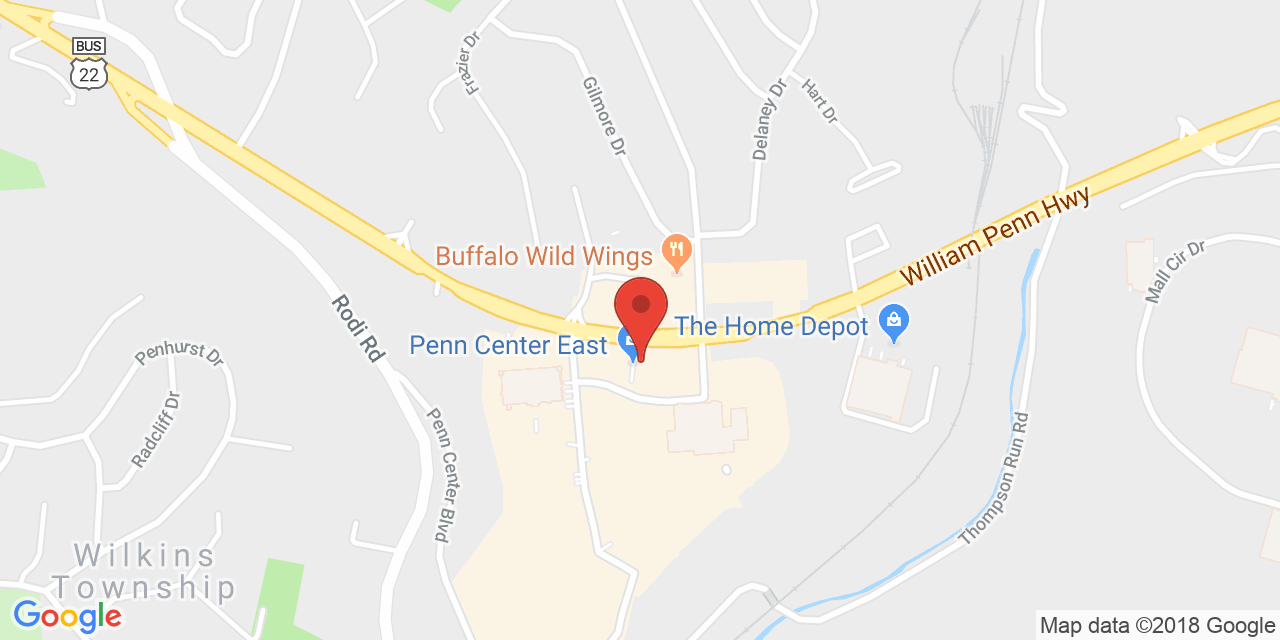 BUS
22
Frazier Dr
Gilmore Dr
Delaney Dr
Hart Dr
William Penn Hwy
Buffalo Wild Wings
Mall Cir Dr
Rodi Rd
The Home Depot
Penn Center East
Penhurst Dr
Radcliff Dr
Penn Center Blvd
Thompson Run Rd
Wilkins
Township
Google
Map data ©2018 Google